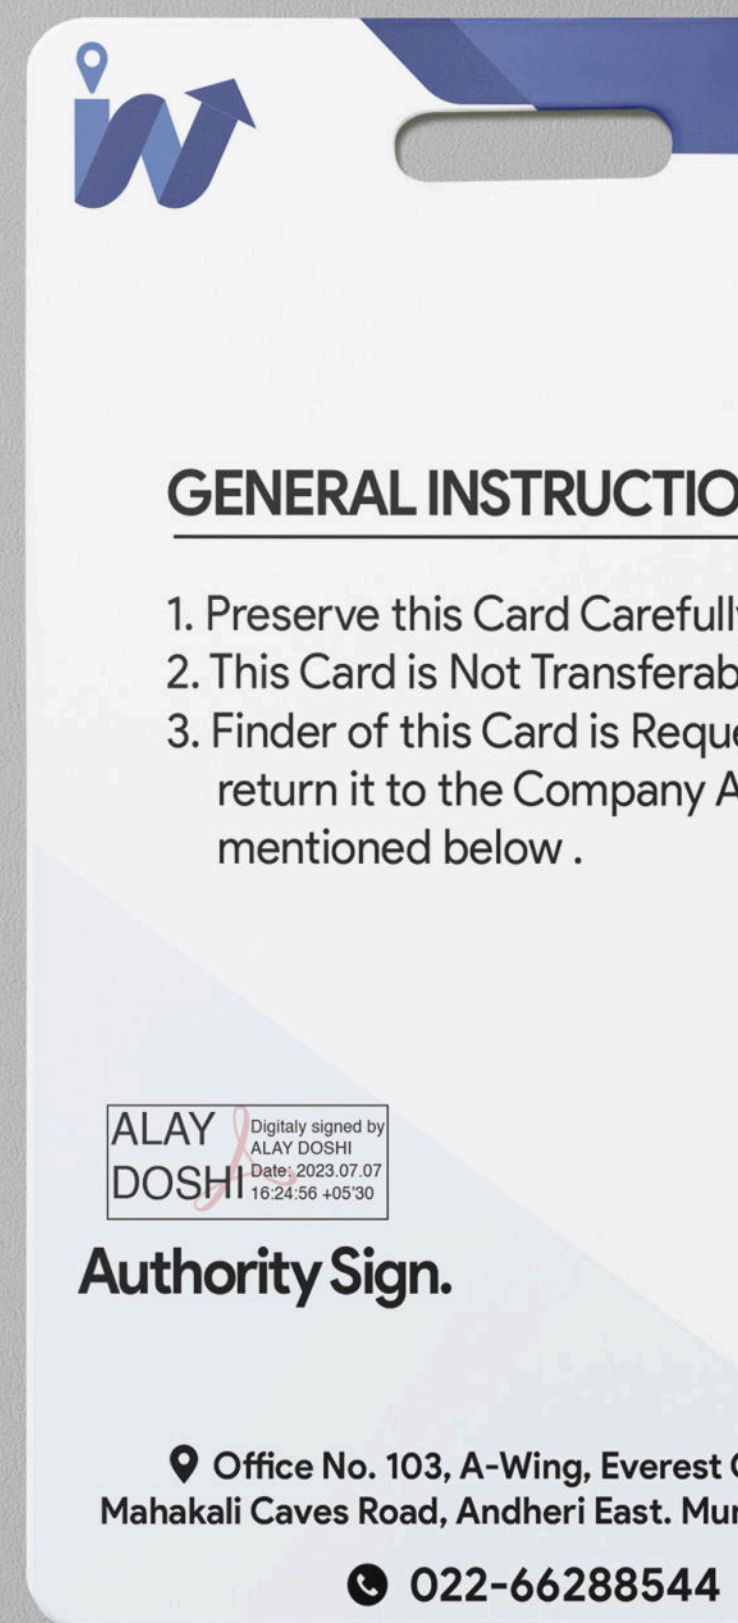 GENERAL INSTRUCTIO
1. Preserve this Card Carefully
2. This Card is Not Transferab
3. Finder of this Card is Reque
return it to the Company A
mentioned below .
ALAY
DOSHI
Digitaly signed by
ALAY DOSHI
Date: 2023.07.07
16:24:56 +05'30
Authority Sign.
Office No. 103, A-Wing, Everest
Mahakali Caves Road, Andheri East. Mum
022-66288544